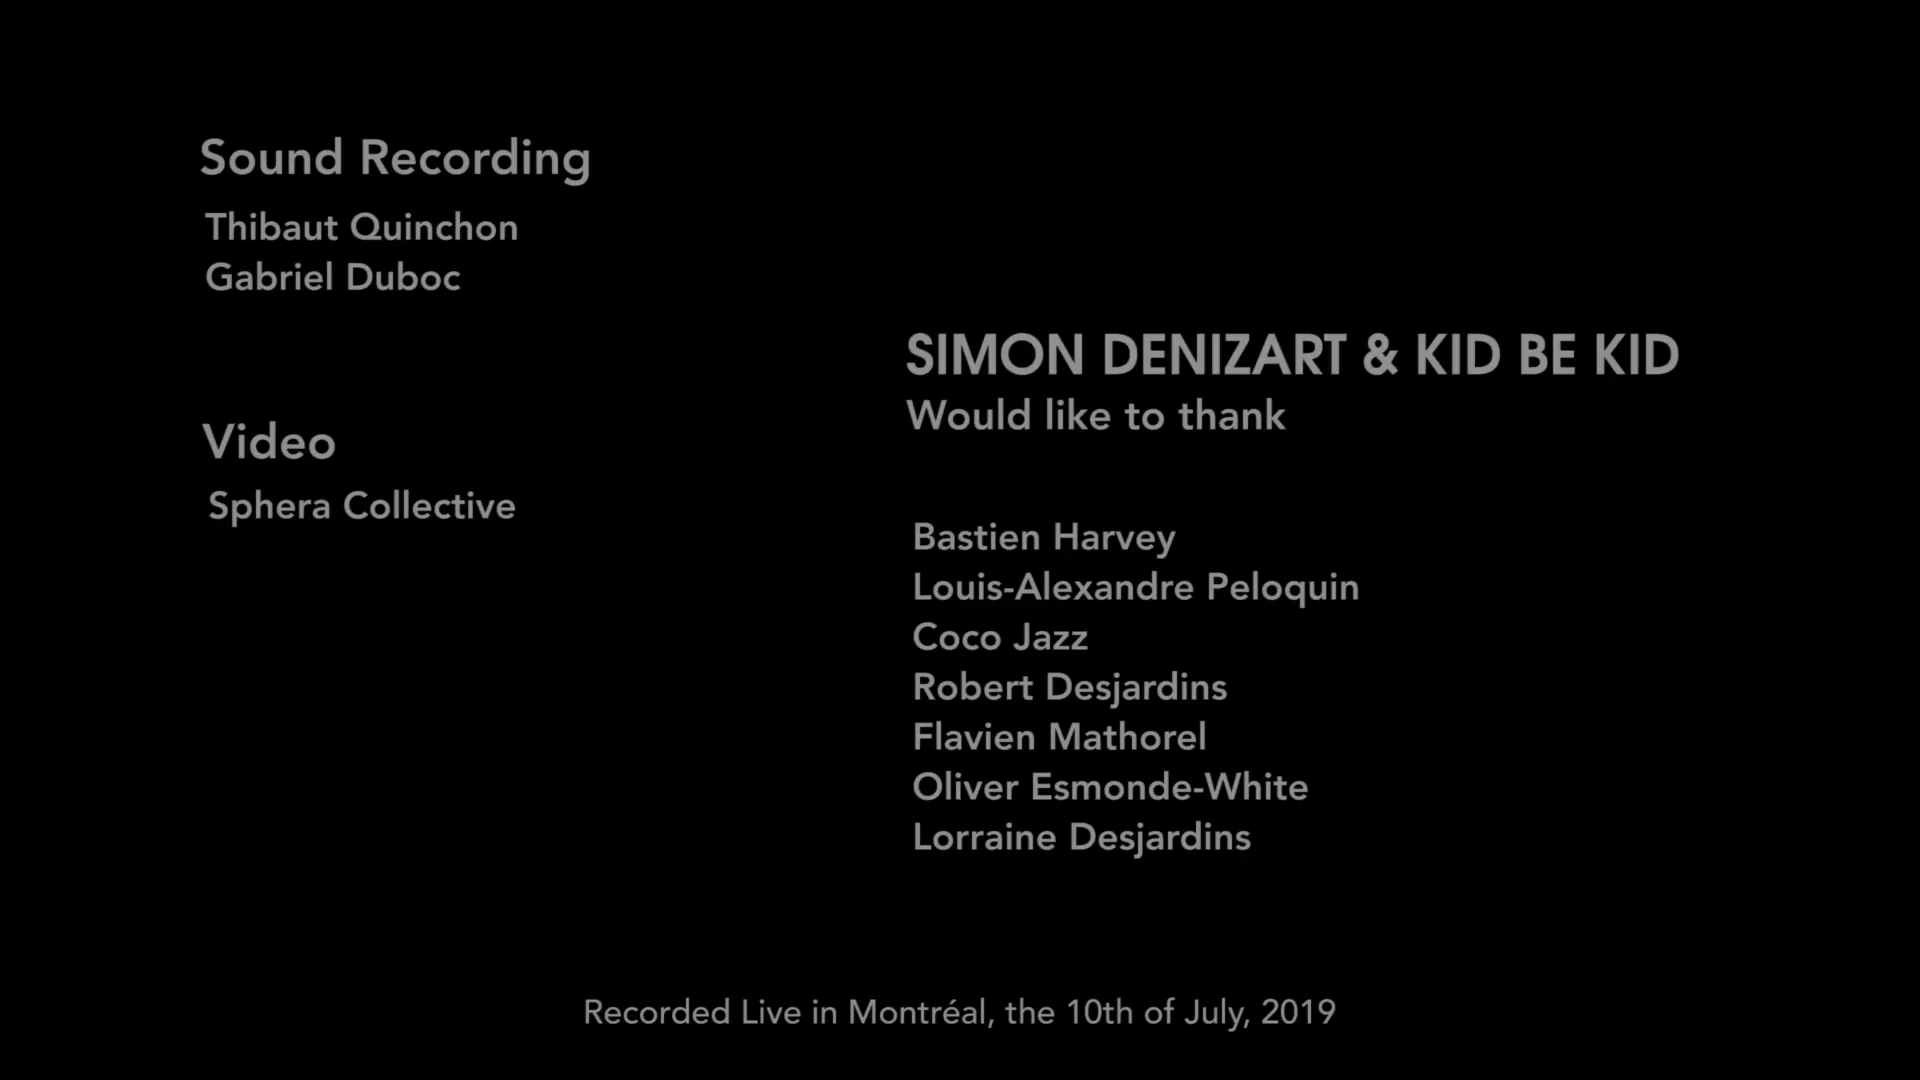 Sound Recording
Thibaut Quinchon
Gabriel Duboc
Video
Sphera Collective
SIMON DENIZART & KID BE KID
Would like to thank
Bastien Harvey
Louis-Alexandre Peloquin
Coco Jazz
Robert Desjardins
Flavien Mathorel
Oliver Esmonde-White
Lorraine Desjardins
Recorded Live in Montréal, the 10th of July, 2019